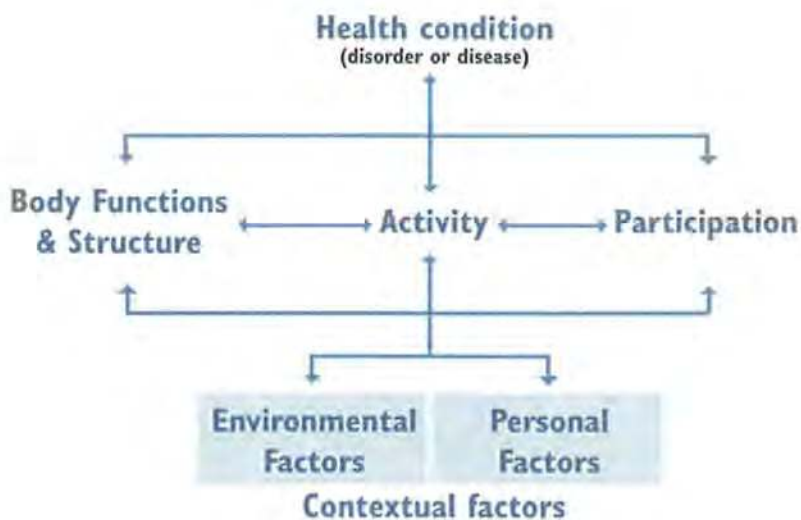 Health condition
(disorder or disease)
Body Functions
& Structure
Activity
Participation
Environmental
Factors
Personal
Factors
Contextual factors